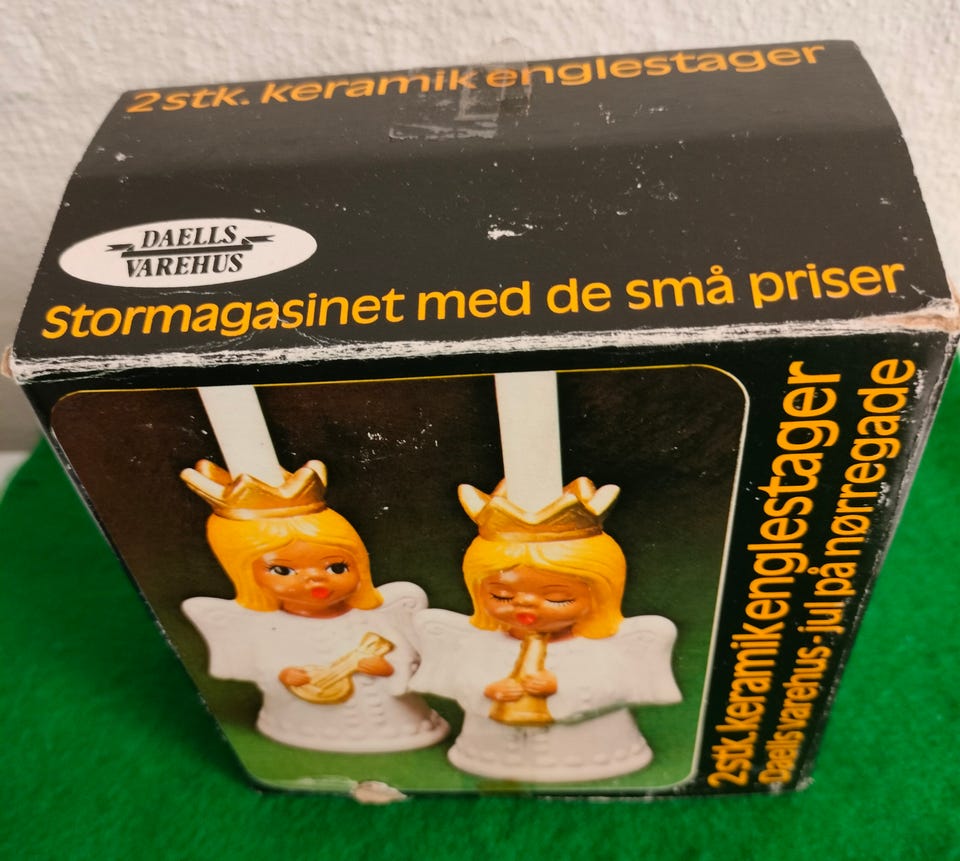 2stk. keramik englestager
DAELLS
VAREHUS
Stormagasinet med de små priser
2stk. keramik englestager
Daells varehus - jul på nørregade